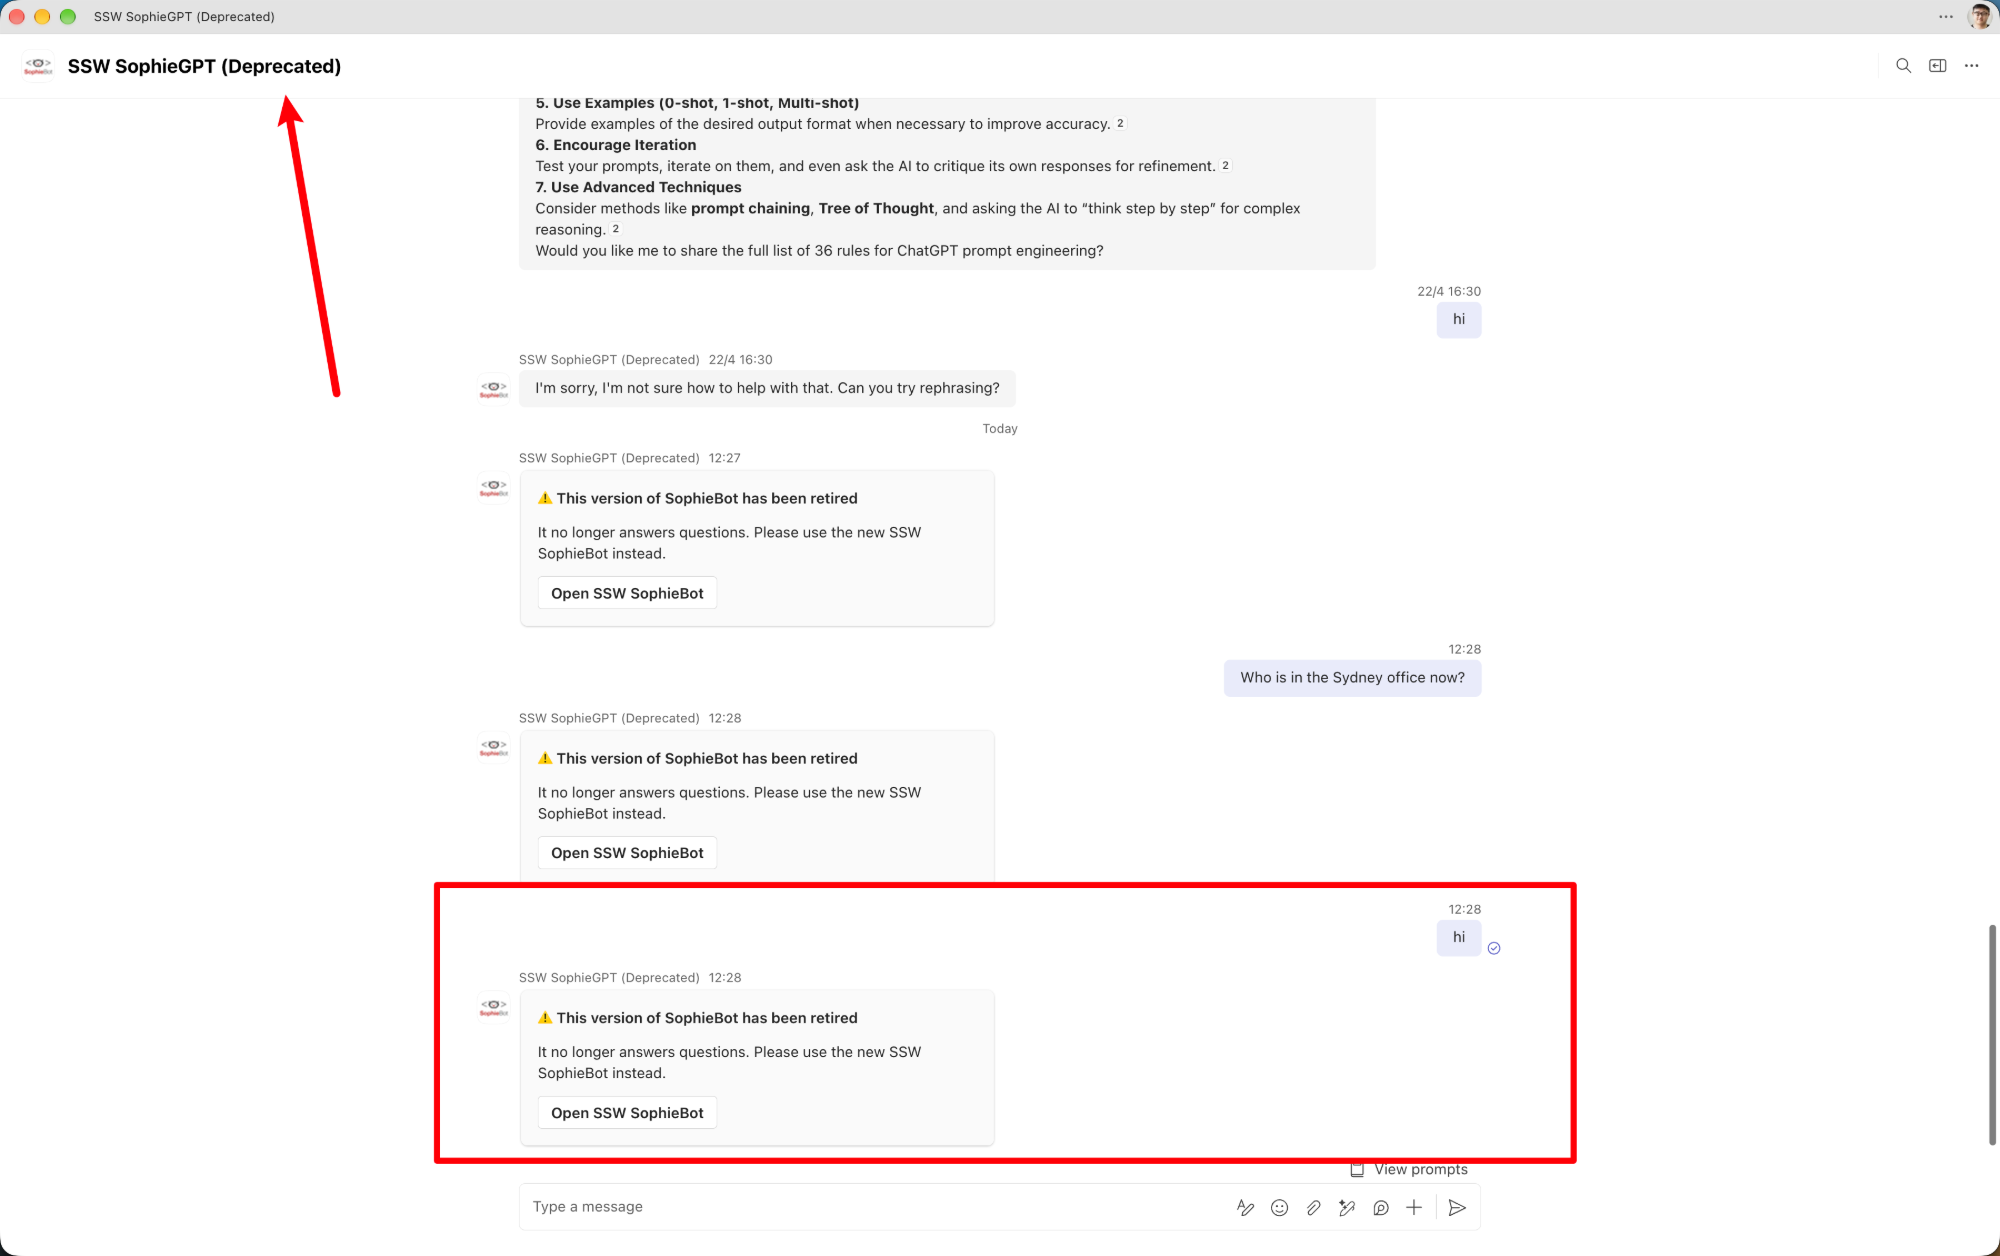 SSW SophieGPT (Deprecated)
SSW SophieGPT (Deprecated)
5. Use Examples (0-shot, 1-shot, Multi-shot)
Provide examples of the desired output format when necessary to improve accuracy. 2
6. Encourage Iteration
Test your prompts, iterate on them, and even ask the AI to critique its own responses for refinement. 2
7. Use Advanced Techniques
Consider methods like prompt chaining, Tree of Thought, and asking the AI to “think step by step” for complex
reasoning. 2
Would you like me to share the full list of 36 rules for ChatGPT prompt engineering?
22/4 16:30
hi
SSW SophieGPT (Deprecated) 22/4 16:30
SophieBot
I'm sorry, I'm not sure how to help with that. Can you try rephrasing?
Today
SSW SophieGPT (Deprecated) 12:27
SophieBot
This version of SophieBot has been retired
It no longer answers questions. Please use the new SSW
SophieBot instead.
Open SSW SophieBot
12:28
Who is in the Sydney office now?
SSW SophieGPT (Deprecated) 12:28
SophieBot
This version of SophieBot has been retired
It no longer answers questions. Please use the new SSW
SophieBot instead.
Open SSW SophieBot
12:28
hi
SSW SophieGPT (Deprecated) 12:28
SophieBot
This version of SophieBot has been retired
It no longer answers questions. Please use the new SSW
SophieBot instead.
Open SSW SophieBot
View prompts
Type a message